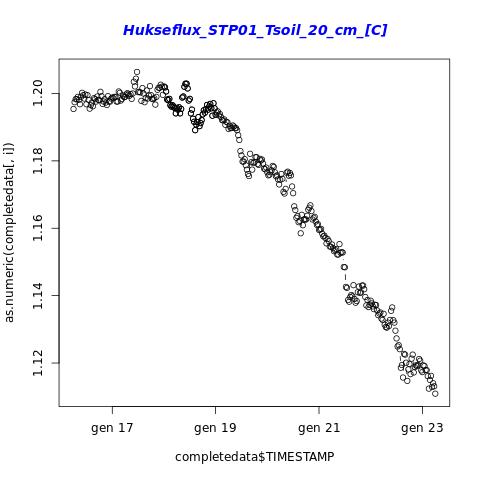 Hukseflux_STP01_Tsoil_20_cm_[C]
as.numeric(completedata[, i])
1.20
1.18
1.16
1.14
1.12
gen 17
gen 19
gen 21
gen 23
completedata$TIMESTAMP